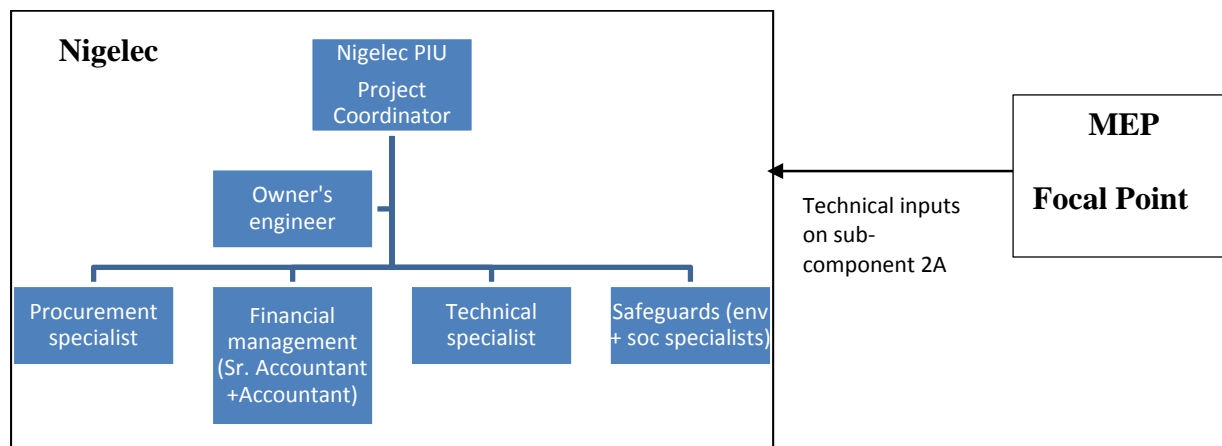 Nigelec
Nigelec PIU
Project
Coordinator
Owner's
engineer
Procurement
specialist
Financial
management
(Sr. Accountant
+Accountant)
Technical
specialist
Safeguards (env
+ soc specialists)
Technical inputs
on sub-
component 2A
MEP
Focal Point